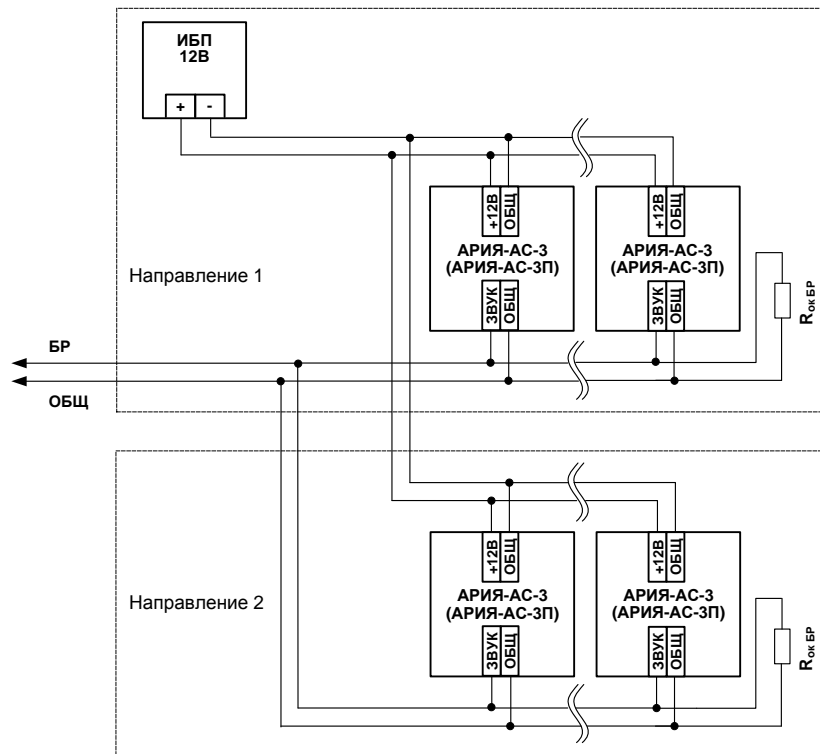 ИБП
12В
+ -
+12В ОБЩ
+12В ОБЩ
АРИЯ-АС-3
(АРИЯ-АС-3П)
АРИЯ-АС-3
(АРИЯ-АС-3П)
Направление 1
ЗВУК ОБЩ
ЗВУК ОБЩ
Rок БР
БР
ОБЩ
+12В ОБЩ
+12В ОБЩ
АРИЯ-АС-3
(АРИЯ-АС-3П)
АРИЯ-АС-3
(АРИЯ-АС-3П)
Направление 2
ЗВУК ОБЩ
ЗВУК ОБЩ
Rок БР